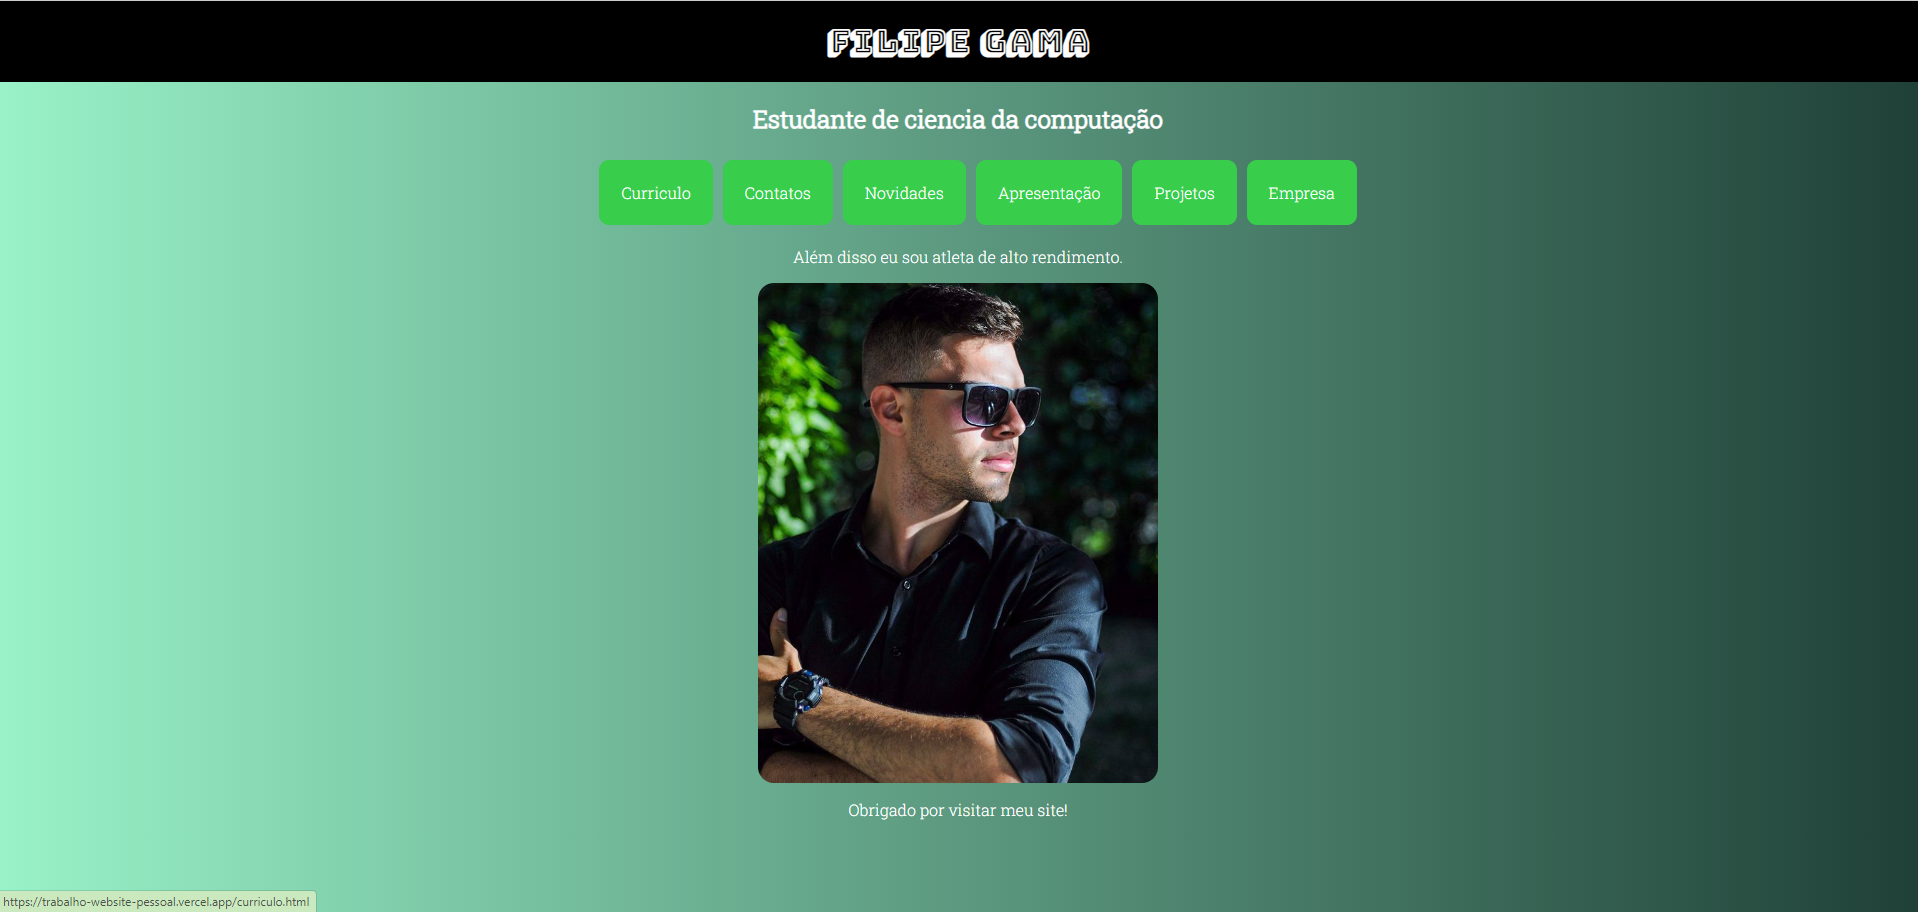 FILIPE GAMA
Estudante de ciencia da computação
Curriculo Contatos Novidades Apresentação Projetos Empresa
Além disso eu sou atleta de alto rendimento.
Obrigado por visitar meu site!
https://trabalho-website-pessoal.vercel.app/curriculo.html